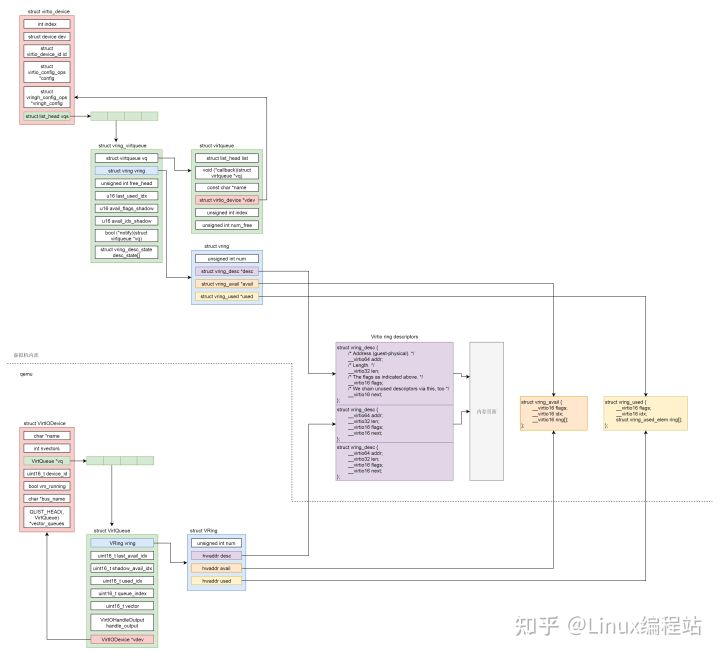 struct virtio_device
int index
struct device dev
struct
virtio_device_id id
struct
virtio_config_ops
*config
struct
vringh_config_ops
*vringh_config
struct list_head vqs
struct vring_virtqueue
struct virtqueue vq
struct vring vring
unsigned int free_head
u16 last_used_idx
u16 avail_flags_shadow
u16 avail_idx_shadow
bool (*notify)(struct
virtqueue *vq)
struct vring_desc_state
desc_state[]
struct virtqueue
struct list_head list
void (*callback)(struct
virtqueue *vq)
const char *name
struct virtio_device *vdev
unsigned int index
unsigned int num_free
struct vring
unsigned int num
struct vring_desc *desc
struct vring_avail *avail
struct vring_used *used
虚拟机内核
qemu
Virtio ring descriptors
struct vring_desc {
/* Address (guest-physical). */
__virtio64 addr;
/* Length. */
__virtio32 len;
/* The flags as indicated above. */
__virtio16 flags;
/* We chain unused descriptors via this, too */
__virtio16 next;
};
struct vring_desc {
__virtio64 addr;
__virtio32 len;
__virtio16 flags;
__virtio16 next;
};
struct vring_desc {
__virtio64 addr;
__virtio32 len;
__virtio16 flags;
__virtio16 next;
};
内存页面
struct vring_avail {
__virtio16 flags;
__virtio16 idx;
__virtio16 ring[];
};
struct vring_used {
__virtio16 flags;
__virtio16 idx;
struct vring_used_elem ring[];
};
struct VirtIODevice
char *name
int nvectors
VirtQueue *vq
uint16_t device_id
bool vm_running
char *bus_name
QLIST_HEAD(,
VirtQueue)
*vector_queues
struct VirtQueue
VRing vring
uint16_t last_avail_idx
uint16_t shadow_avail_idx
uint16_t used_idx
uint16_t queue_index
uint16_t vector
VirtIOHandleOutput
handle_output
VirtIODevice *vdev
struct VRing
unsigned int num
hwaddr desc
hwaddr avail
hwaddr used
知乎 @Linux编程站